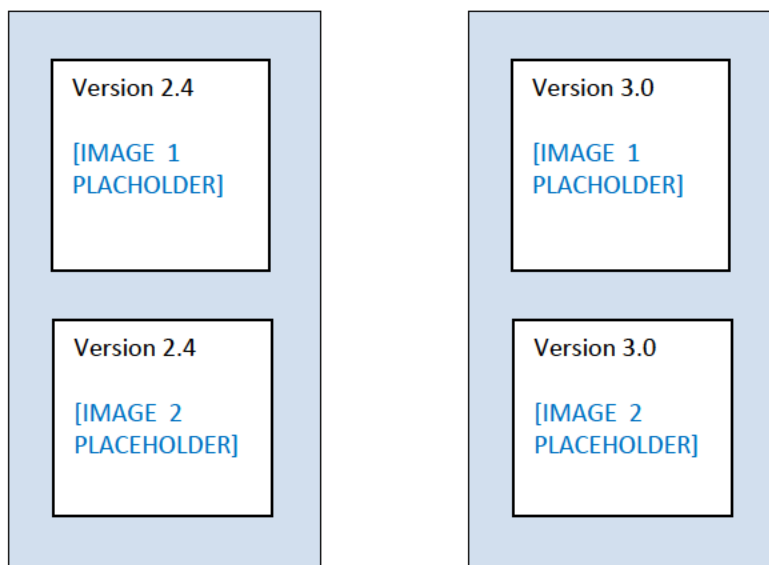 Version 2.4
[IMAGE 1
PLACHOLDER]
Version 2.4
[IMAGE 2
PLACEHOLDER]
Version 3.0
[IMAGE 1
PLACHOLDER]
Version 3.0
[IMAGE 2
PLACEHOLDER]